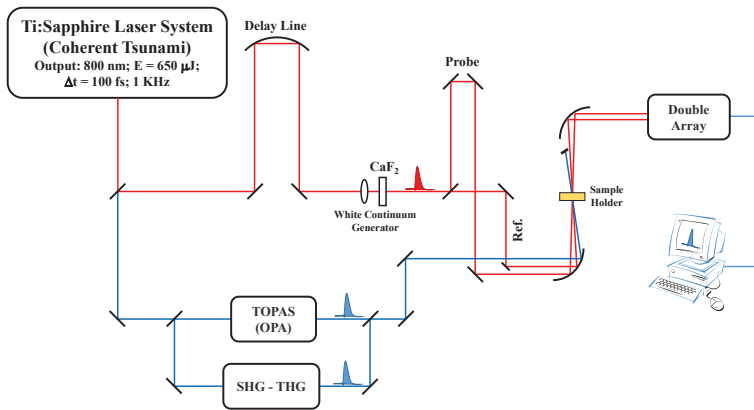 Ti:Sapphire Laser System
(Coherent Tsunami)
Output: 800 nm; E = 650 μJ;
Δt = 100 fs; 1 KHz
Delay Line
Probe
Double
Array
CaF₂
White Continuum
Generator
Ref.
Sample
Holder
TOPAS
(OPA)
SHG - THG